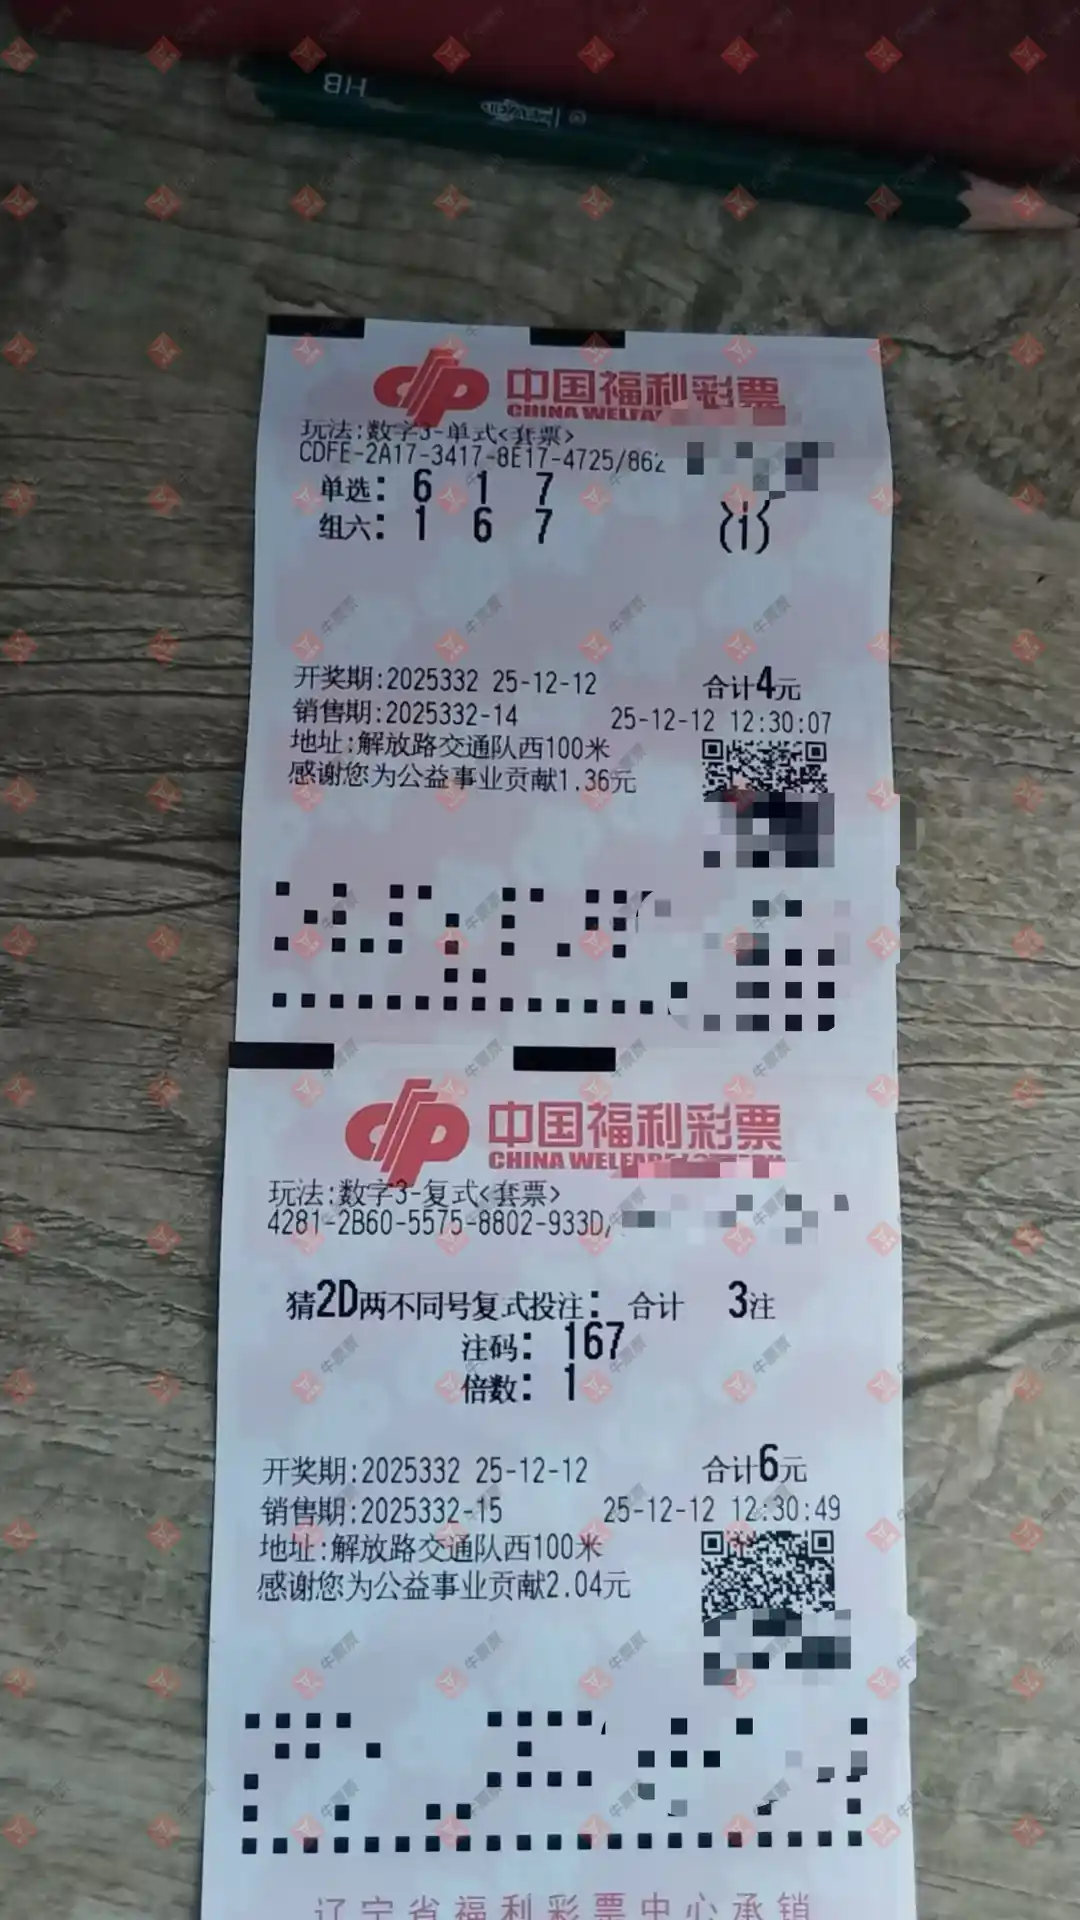 HB
中国福利彩票
CHINA WELFA
玩法:数字3-单式<套票>
CDFE-2A17-3417-8E17-4725/862
单选: 6 1 7
组六: 1 6 7
开奖期:2025332 25-12-12 合计4元
销售期:2025332-14 25-12-12 12:30:07
地址:解放路交通队西100米
感谢您为公益事业贡献1.36元
中国福利彩票
CHINA WELFARE
玩法:数字3-复式<套票>
4281-2B60-5575-8802-933D/
猜2D两不同号复式投注: 合计 3注
注码: 167
倍数: 1
开奖期:2025332 25-12-12 合计6元
销售期:2025332-15 25-12-12 12:30:49
地址:解放路交通队西100米
感谢您为公益事业贡献2.04元
辽宁省福利彩票中心承销
牛票票